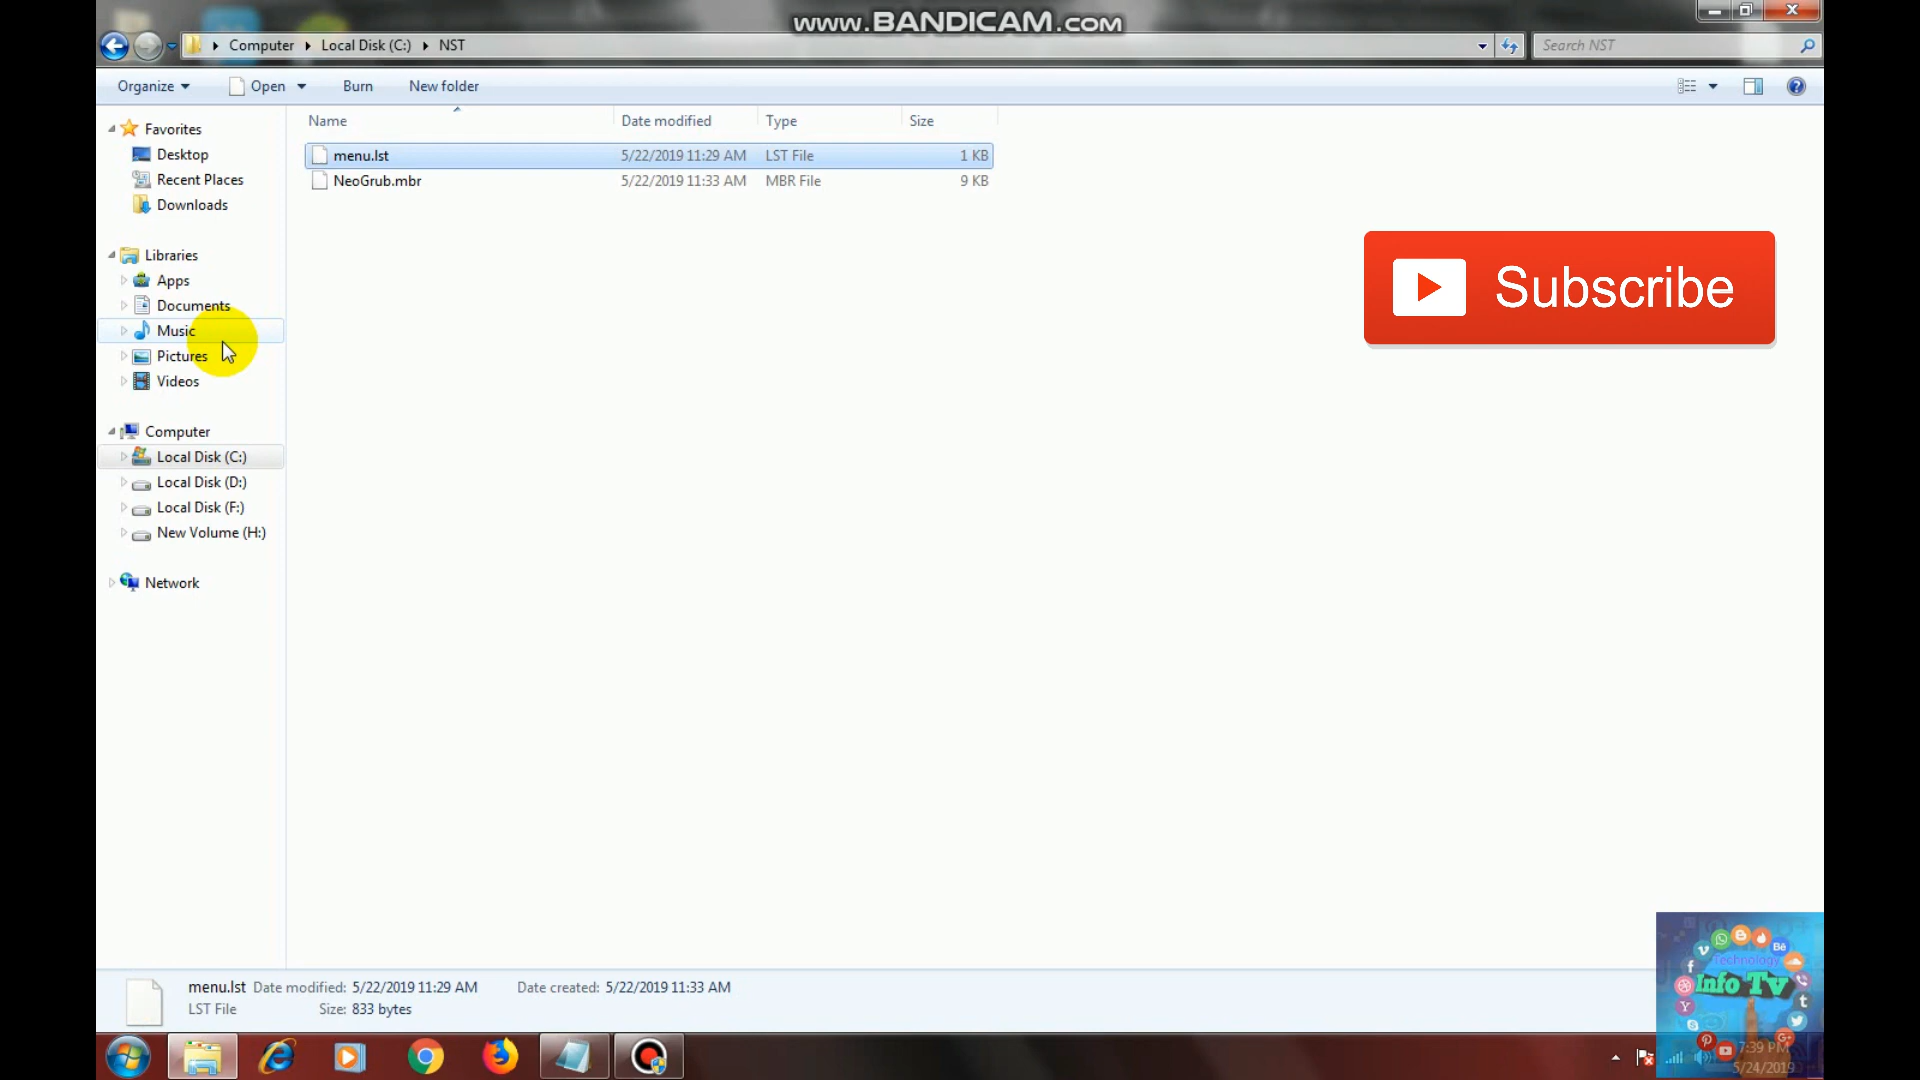 www.BANDICAM.com
Computer Local Disk (C:) NST
Search NST
Organize Open Burn New folder
Name Date modified Type Size
Favorites
Desktop
Recent Places
Downloads
Libraries
Apps
Documents
Music
Pictures
Videos
Computer
Local Disk (C:)
Local Disk (D:)
Local Disk (F:)
New Volume (H:)
Network
menu.lst 5/22/2019 11:29 AM LST File 1 KB
NeoGrub.mbr 5/22/2019 11:33 AM MBR File 9 KB
Subscribe
menu.lst Date modified: 5/22/2019 11:29 AM Date created: 5/22/2019 11:33 AM
LST File Size: 833 bytes
Technology
Info Tv
7:39 PM
5/24/2019